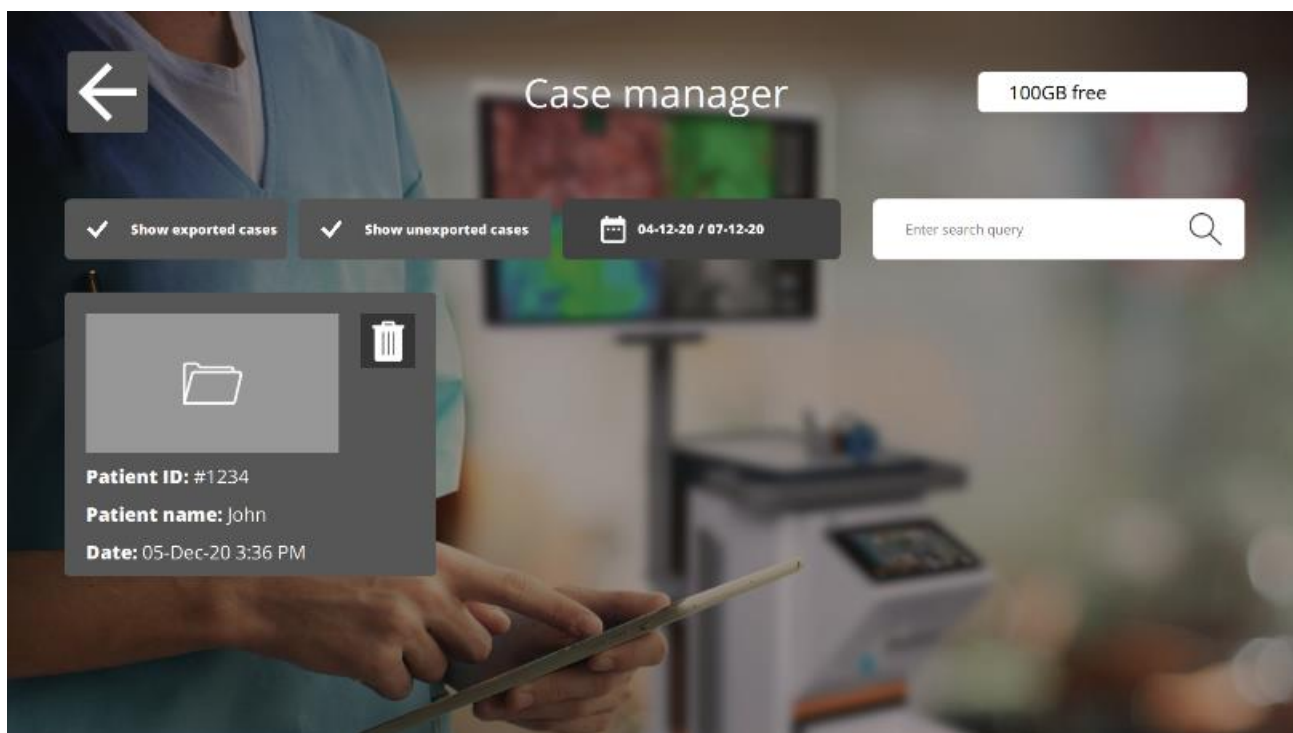 Case manager
100GB free
Show exported cases
Show unexported cases
04-12-20 / 07-12-20
Enter search query
Patient ID: #1234
Patient name: John
Date: 05-Dec-20 3:36 PM